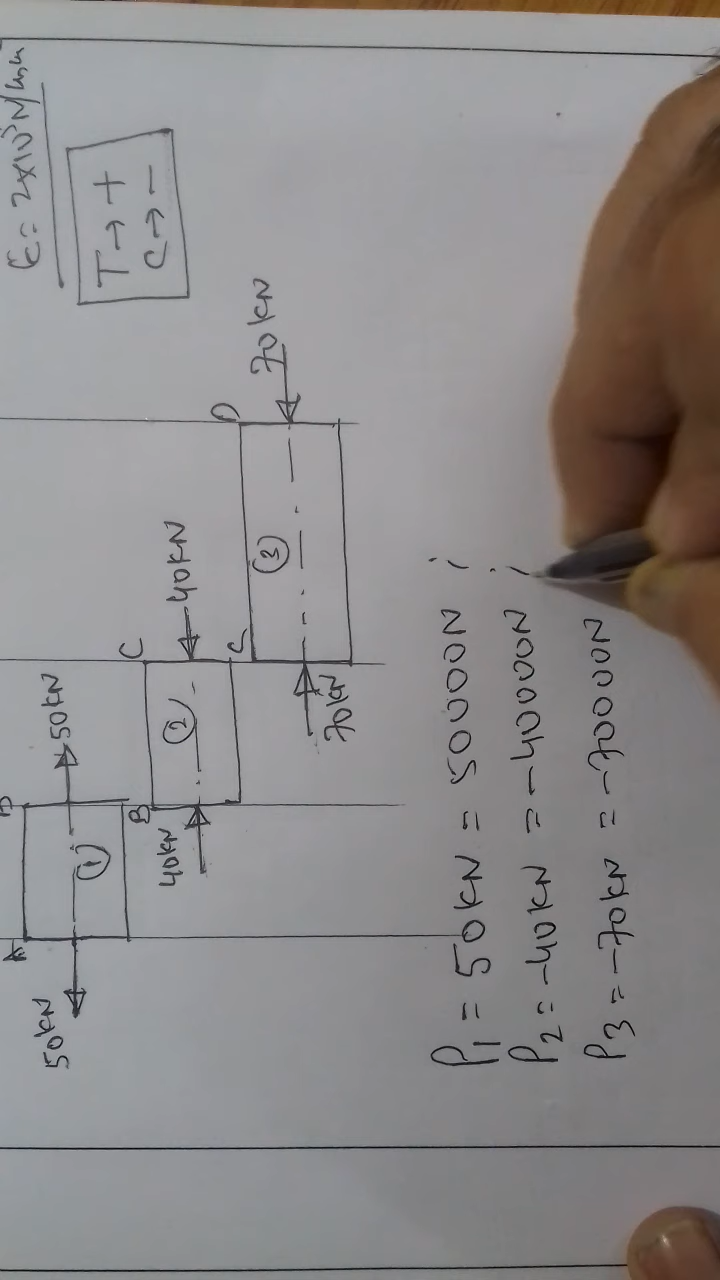 E = 2×10⁵ N/mm
T → +
C → −
A
B
50KN
①
50KN
B
C
40KN
②
40KN
C
D
70KN
③
70KN
P₁ = 50KN = 50000N ;
P₂ = -40KN = -40000N ;
P₃ = -70KN = -70000N